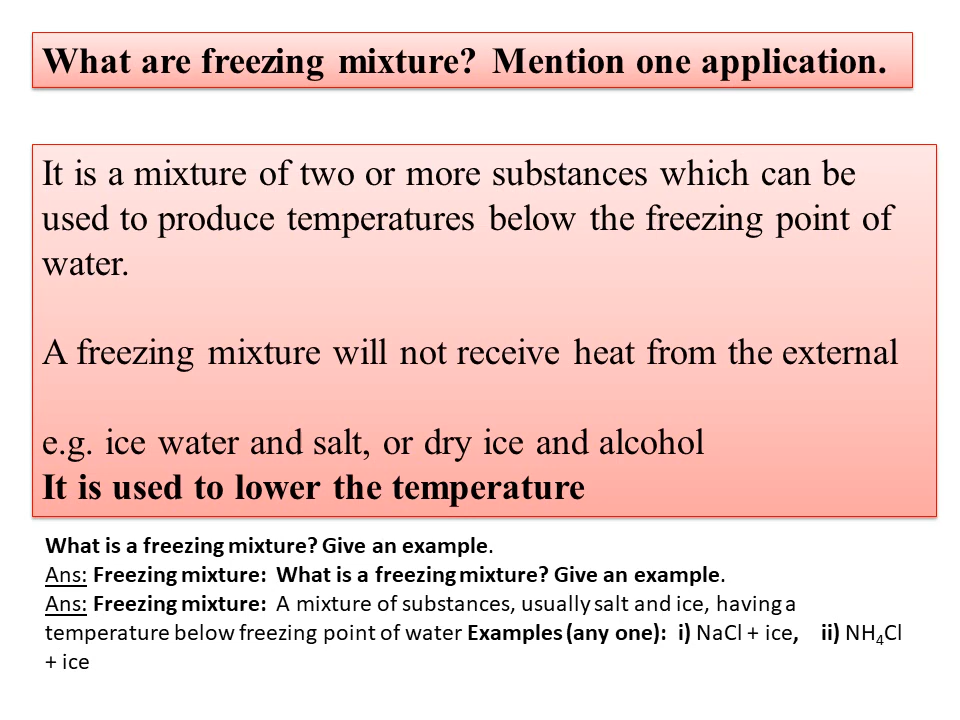 What are freezing mixture? Mention one application.
It is a mixture of two or more substances which can be
used to produce temperatures below the freezing point of
water.
A freezing mixture will not receive heat from the external
e.g. ice water and salt, or dry ice and alcohol
It is used to lower the temperature
What is a freezing mixture? Give an example.
Ans: Freezing mixture: What is a freezing mixture? Give an example.
Ans: Freezing mixture: A mixture of substances, usually salt and ice, having a
temperature below freezing point of water Examples (any one): i) NaCl + ice, ii) NH₄Cl
+ ice